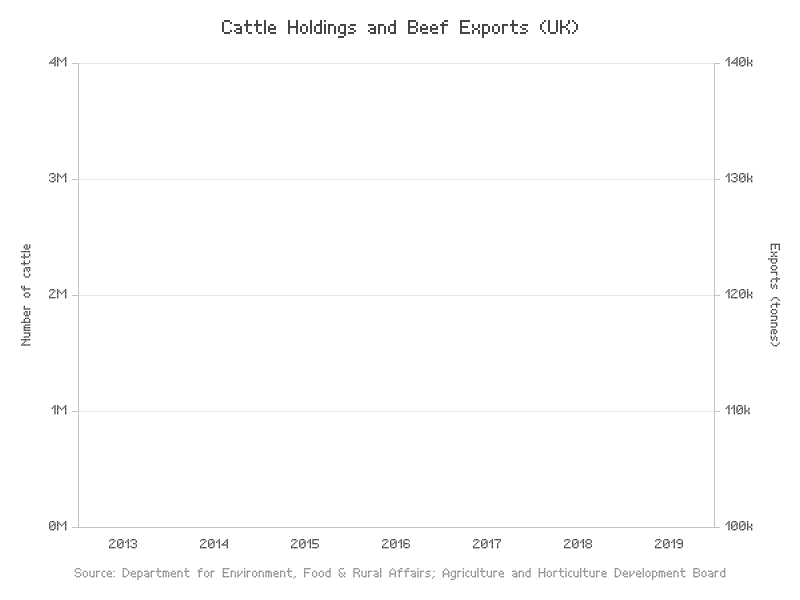 Cattle Holdings and Beef Exports (UK)
4M
140k
3M
130k
Number of cattle
Exports (tonnes)
2M
120k
1M
110k
0M
100k
2013 2014 2015 2016 2017 2018 2019
Source: Department for Environment, Food & Rural Affairs; Agriculture and Horticulture Development Board